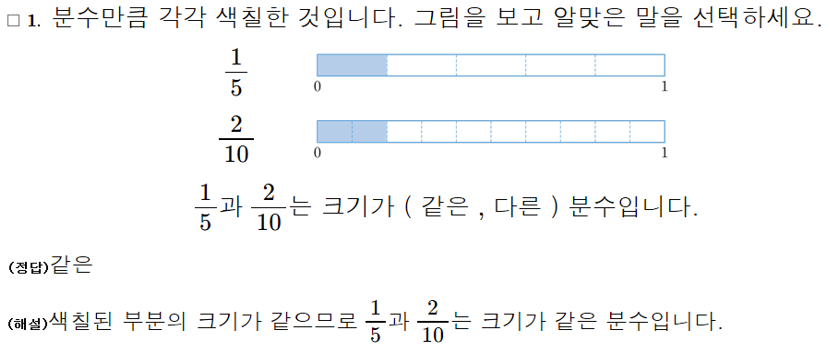 □ 1. 분수만큼 각각 색칠한 것입니다. 그림을 보고 알맞은 말을 선택하세요.
1/5
0 1
2/10
0 1
1/5과 2/10는 크기가 ( 같은 , 다른 ) 분수입니다.
(정답)같은
(해설)색칠된 부분의 크기가 같으므로 1/5과 2/10는 크기가 같은 분수입니다.